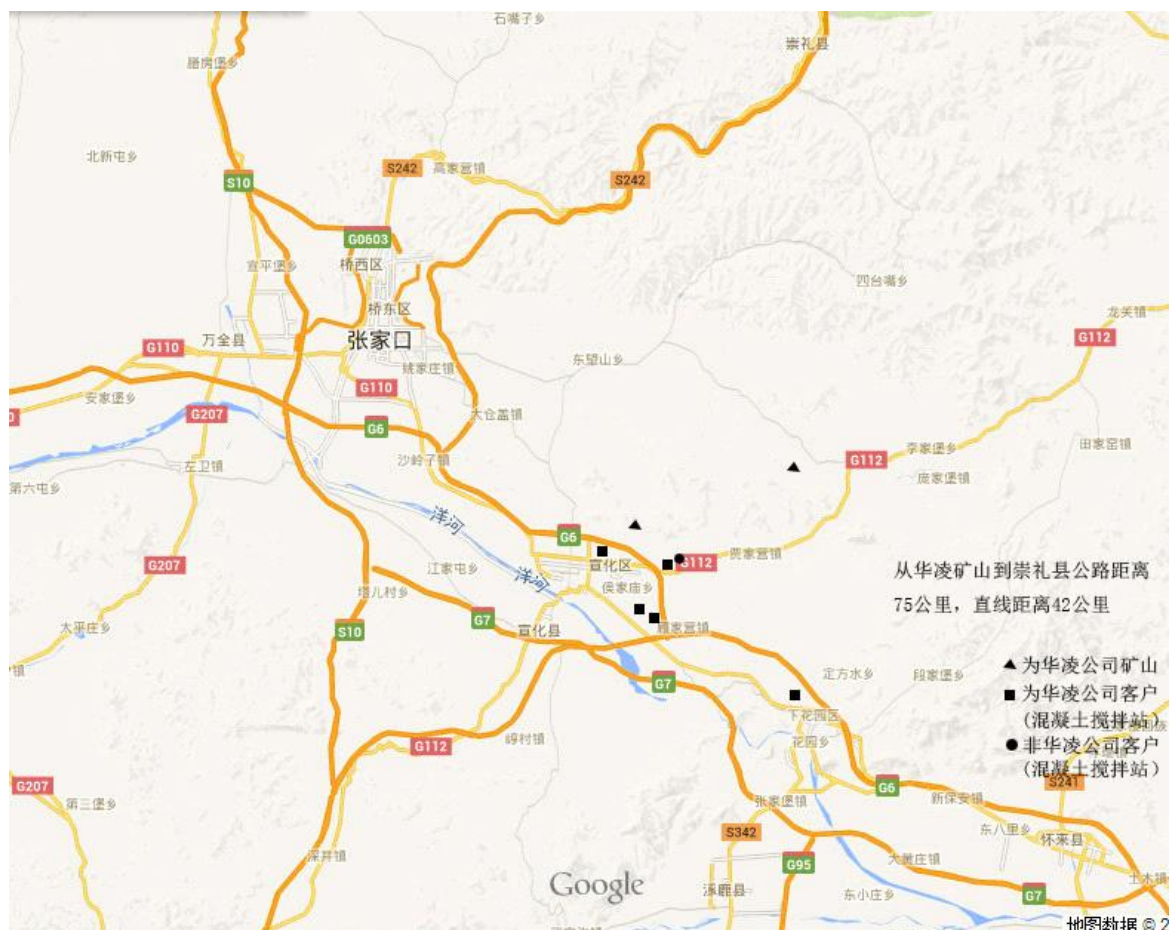 石嘴子乡
崇礼县
膳房堡乡
北新屯乡
S242
高家营镇
S242
S10
G0603
桥西区
宣平堡乡
四台嘴乡
桥东区
龙关镇
万全县
张家口
G112
G110
东望山乡
姚家庄镇
G110
安家堡乡
G207
大仓盖镇
G6
李家堡乡
田家窑镇
沙岭子镇
G112
左卫镇
庞家堡镇
第六屯乡
洋河
G6
贾家营镇
G112
宣化区
G207
江家屯乡
洋河
侯家庙乡
从华凌矿山到崇礼县公路距离
75公里，直线距离42公里
塔儿村乡
G7
太平庄乡
S10
宣化县
顾家营镇
▲为华凌公司矿山
定方水乡
段家堡乡
G7
■为华凌公司客户
(混凝土搅拌站)
下花园区
G112
崞村镇
花园乡
●非华凌公司客户
(混凝土搅拌站)
G207
S241
G6
第三堡乡
张家堡镇
新保安镇
S342
东八里乡
怀来县
深井镇
G95
大黄庄镇
Google
涿鹿县
土木镇
东小庄乡
G7
地图数据 © 2